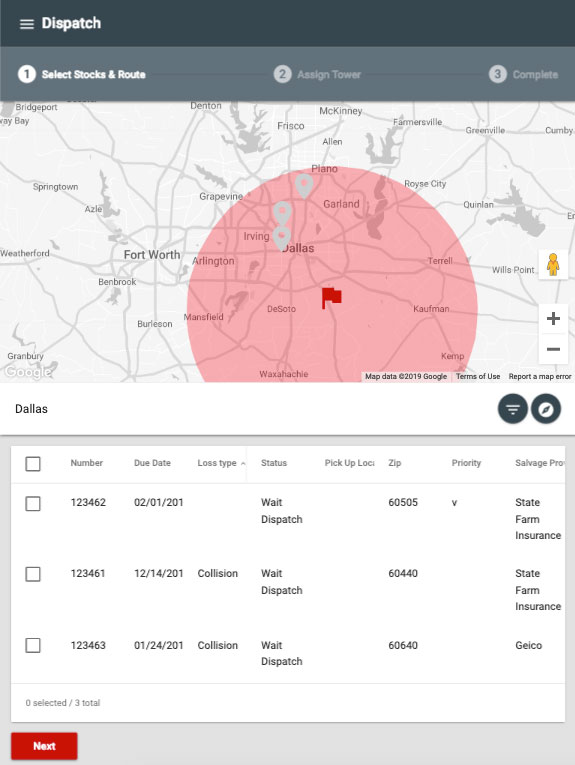 Dispatch
1 Select Stocks & Route
2 Assign Tower
3 Complete
Bridgeport
Denton
McKinney
way Bay
Frisco
Farmersville
Greenville
Cumby
Allen
Plano
Springtown
Grapevine
Royse City
Azle
Garland
Quinlan
Irving
Dallas
Weatherford
Fort Worth
Arlington
Terrell
Wills Point
Benbrook
DeSoto
Kaufman
Mansfield
Burleson
Granbury
Kemp
Waxahachie
Google
Map data ©2019 Google
Terms of Use
Report a map error
Dallas
Number Due Date Loss type Status Pick Up Loca Zip Priority Salvage Pro
123462 02/01/201 Wait 60505 v State
Dispatch Farm
Insurance
123461 12/14/201 Collision Wait 60440 State
Dispatch Farm
Insurance
123463 01/24/201 Collision Wait 60640 Geico
Dispatch
0 selected / 3 total
Next